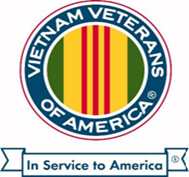 VIETNAM VETERANS
OF AMERICA®
In Service to America ®